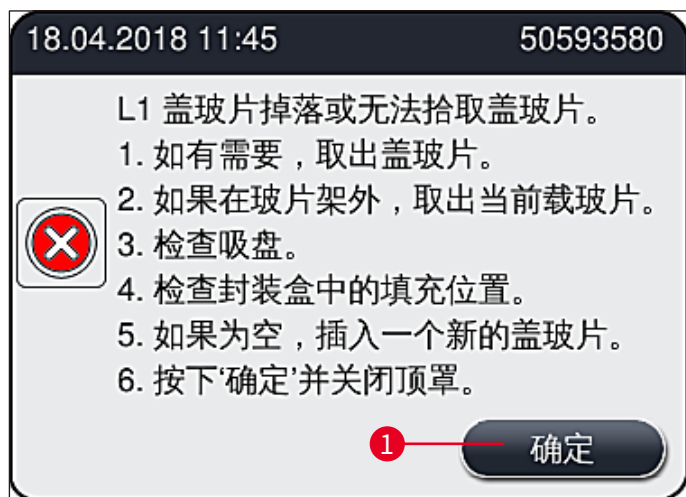 18.04.2018 11:45 50593580
L1 盖玻片掉落或无法拾取盖玻片。
1. 如有需要，取出盖玻片。
2. 如果在玻片架外，取出当前载玻片。
3. 检查吸盘。
4. 检查封装盒中的填充位置。
5. 如果为空，插入一个新的盖玻片。
6. 按下‘确定’并关闭顶罩。
1 确定